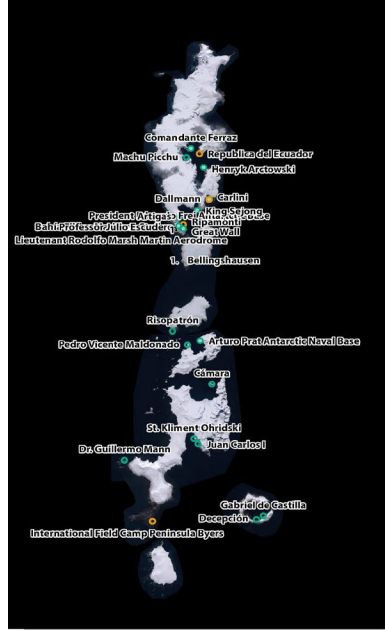 Comandante Ferraz
Republica del Ecuador
Machu Picchu
Henryk Arctowski
Dallmann
Carlini
King Sejong
Ripamonti
Great Wall
Lieutenant Rodolfo Marsh Martin Aerodrome
1. Bellingshausen
Risopatrón
Pedro Vicente Maldonado
Arturo Prat Antarctic Naval Base
Cámara
St. Kliment Ohridski
Juan Carlos I
Dr. Guillermo Mann
Gabriel de Castilla
Decepción
International Field Camp Peninsula Byers